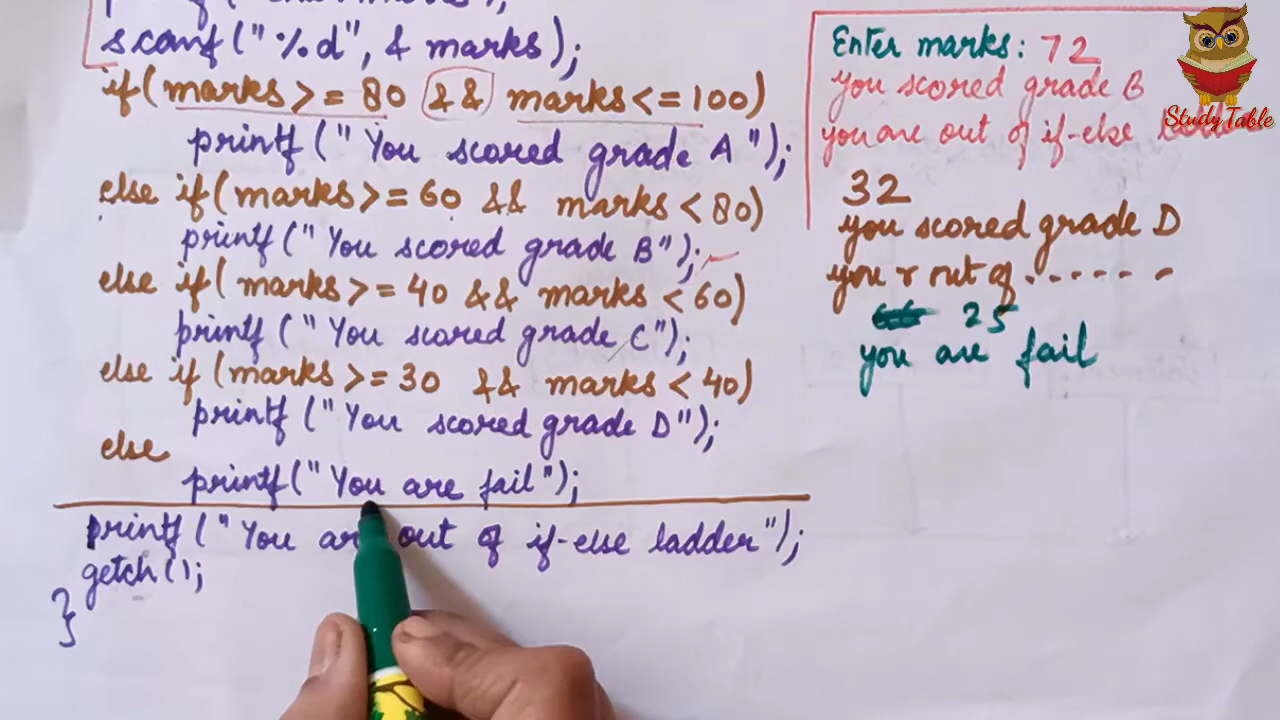 scanf("%d", & marks);
if(marks>=80 && marks<=100)
printf("You scored grade A");
else if(marks>=60 && marks<80)
printf("You scored grade B");
else if(marks>=40 && marks<60)
printf("You scored grade C");
else if(marks>=30 && marks<40)
printf("You scored grade D");
else
printf("You are fail");
printf("You are out of if-else ladder");
getch();
}
Enter marks: 72
you scored grade B
you are out of if-else
32
you scored grade D
you r out of . - - - - -
25
you are fail
StudyTable